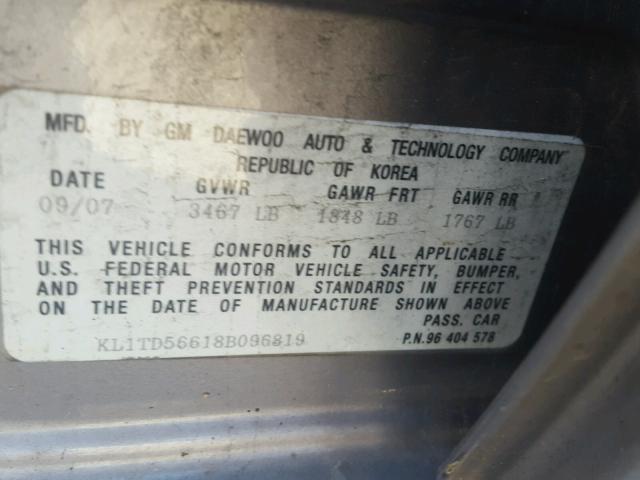 MFD. BY GM DAEWOO AUTO & TECHNOLOGY COMPANY
REPUBLIC OF KOREA
DATE GVWR GAWR FRT GAWR RR
09/07 3467 LB 1848 LB 1767 LB
THIS VEHICLE CONFORMS TO ALL APPLICABLE
U.S. FEDERAL MOTOR VEHICLE SAFETY, BUMPER,
AND THEFT PREVENTION STANDARDS IN EFFECT
ON THE DATE OF MANUFACTURE SHOWN ABOVE
PASS. CAR
KL1TD56618B096819 P.N.96 404 578